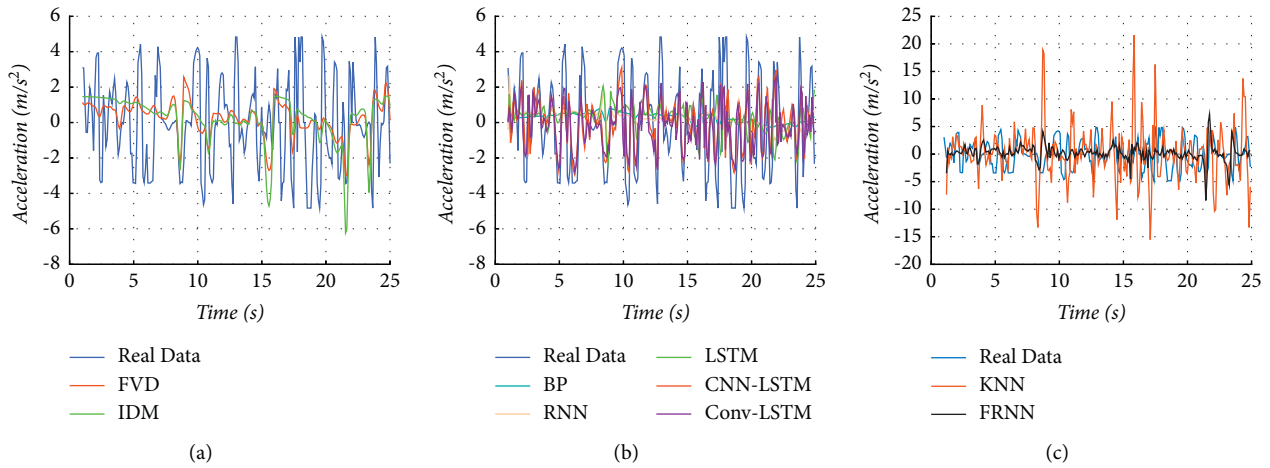 8
6
4
2
0
-2
-4
-6
-8
Acceleration (m/s²)
0 5 10 15 20 25
Time (s)
Real Data
FVD
IDM
(a)
8
6
4
2
0
-2
-4
-6
-8
Acceleration (m/s²)
0 5 10 15 20 25
Time (s)
Real Data LSTM
BP CNN-LSTM
RNN Conv-LSTM
(b)
25
20
15
10
5
0
-5
-10
-15
-20
Acceleration (m/s²)
0 5 10 15 20 25
Time (s)
Real Data
KNN
FRNN
(c)